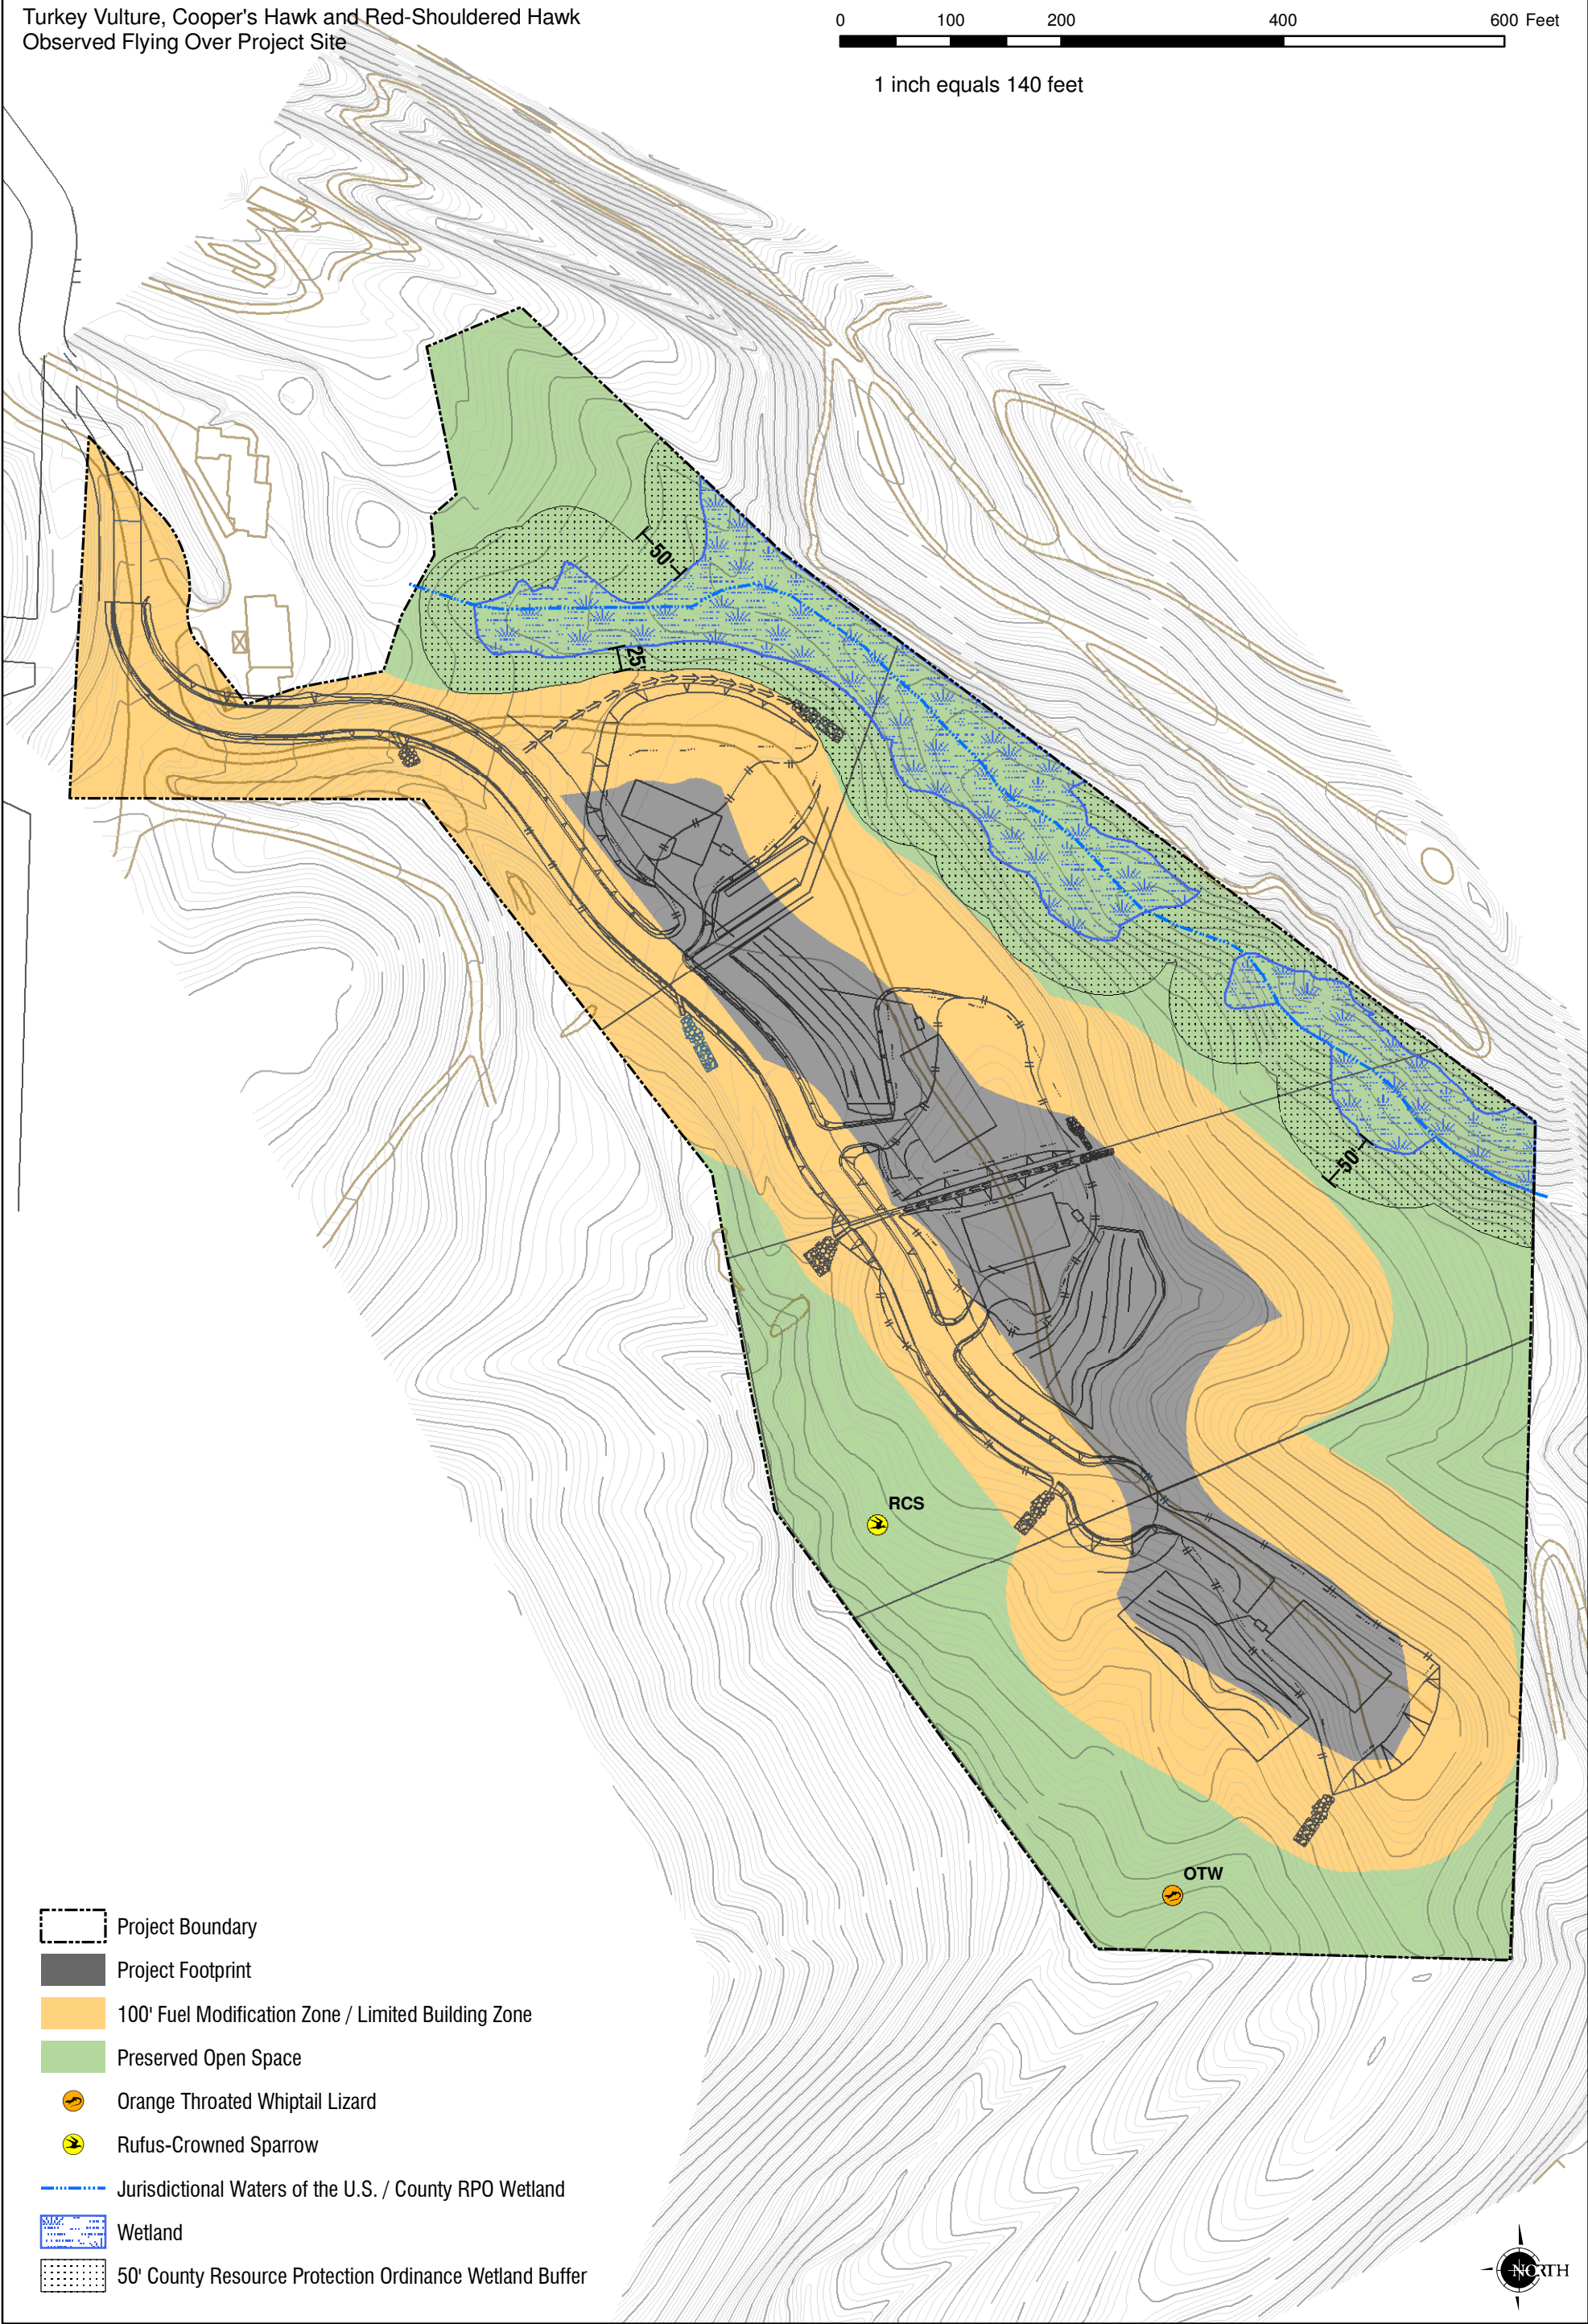 Turkey Vulture, Cooper's Hawk and Red-Shouldered Hawk
Observed Flying Over Project Site
0 100 200 400 600 Feet
1 inch equals 140 feet
50'
25'
50'
RCS
OTW
Project Boundary
Project Footprint
100' Fuel Modification Zone / Limited Building Zone
Preserved Open Space
Orange Throated Whiptail Lizard
Rufus-Crowned Sparrow
Jurisdictional Waters of the U.S. / County RPO Wetland
Wetland
50' County Resource Protection Ordinance Wetland Buffer
NORTH